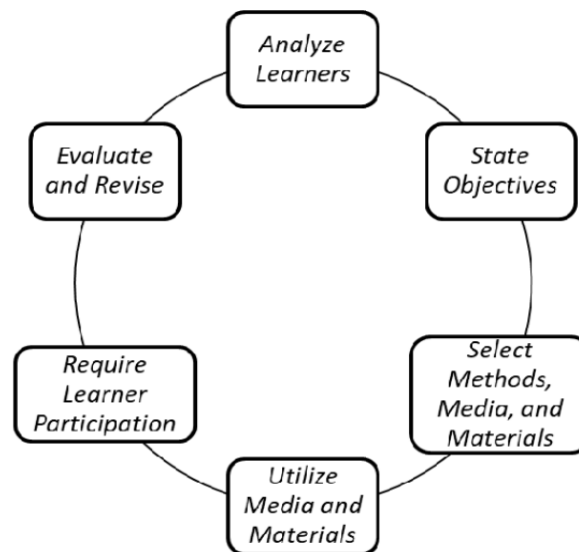 Analyze
Learners
State
Objectives
Select
Methods,
Media, and
Materials
Utilize
Media and
Materials
Require
Learner
Participation
Evaluate
and Revise